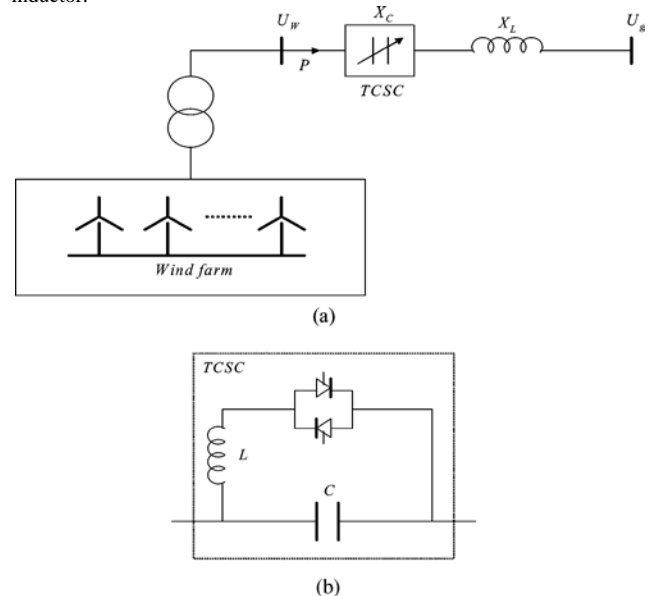 inductor.
U_W
P
X_C
TCSC
X_L
U_g
Wind farm
(a)
TCSC
L
C
(b)